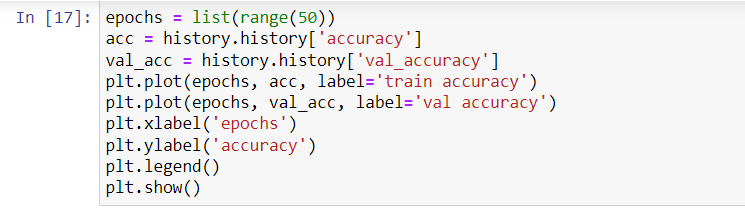 In [17]: epochs = list(range(50))
acc = history.history['accuracy']
val_acc = history.history['val_accuracy']
plt.plot(epochs, acc, label='train accuracy')
plt.plot(epochs, val_acc, label='val accuracy')
plt.xlabel('epochs')
plt.ylabel('accuracy')
plt.legend()
plt.show()